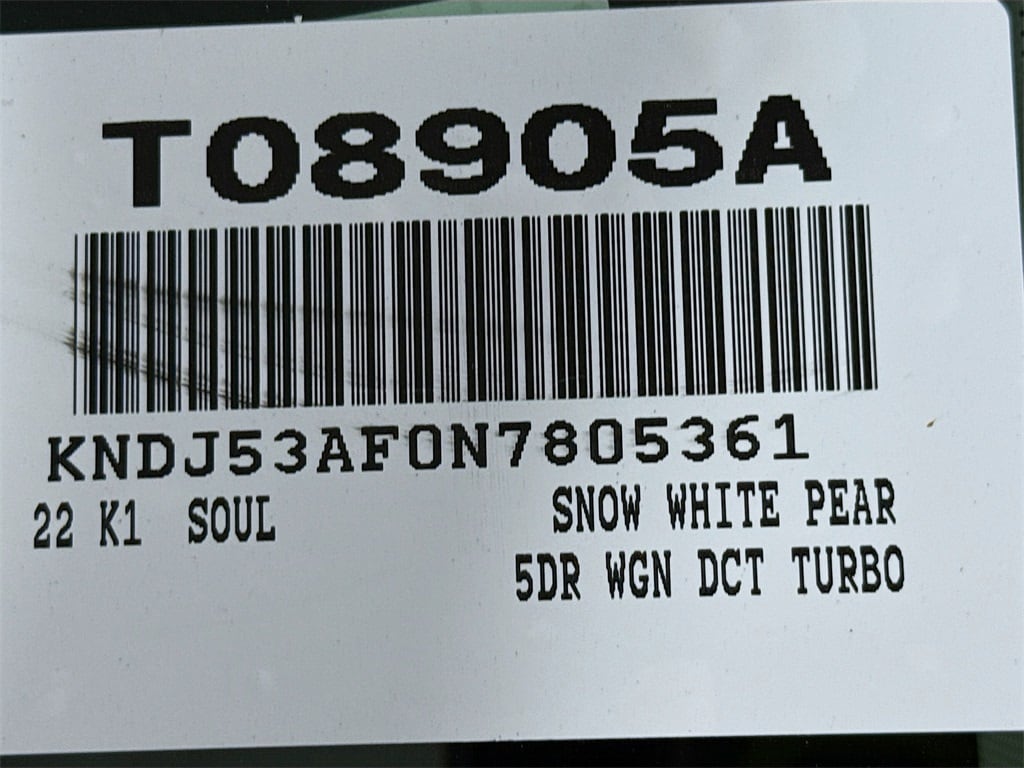 T08905A
KNDJ53AF0N7805361
22 K1 SOUL SNOW WHITE PEAR
5DR WGN DCT TURBO